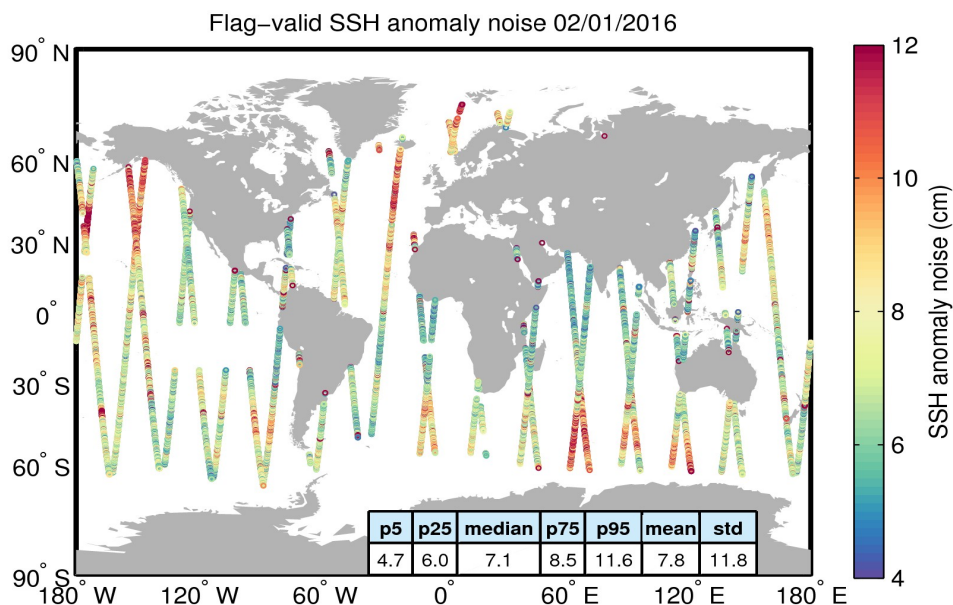 Flag−valid SSH anomaly noise 02/01/2016
90° N
60° N
30° N
0°
30° S
60° S
90° S
180° W
120° W
60° W
0°
60° E
120° E
180° E
p5 p25 median p75 p95 mean std
4.7 6.0 7.1 8.5 11.6 7.8 11.8
12
10
8
6
4
SSH anomaly noise (cm)